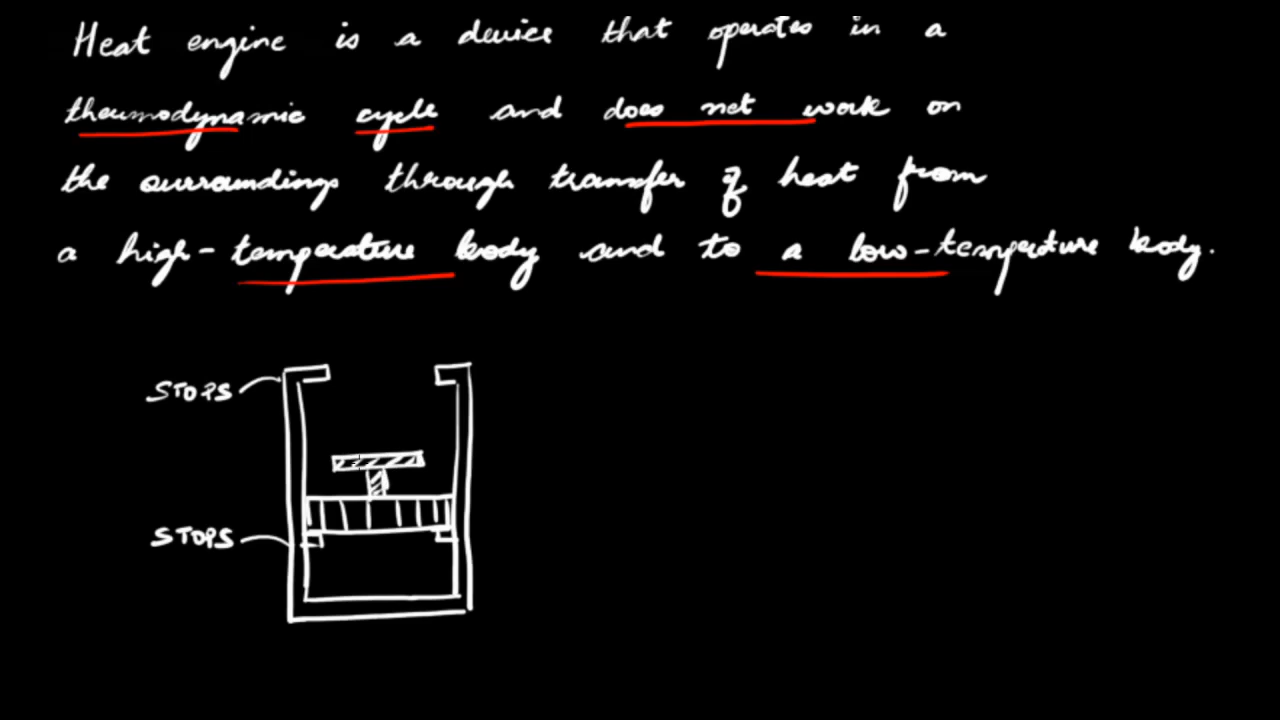 Heat engine is a device that operates in a
thermodynamic cycle and does net work on
the surroundings through transfer of heat from
a high-temperature body and to a low-temperature body.
STOPS
STOPS